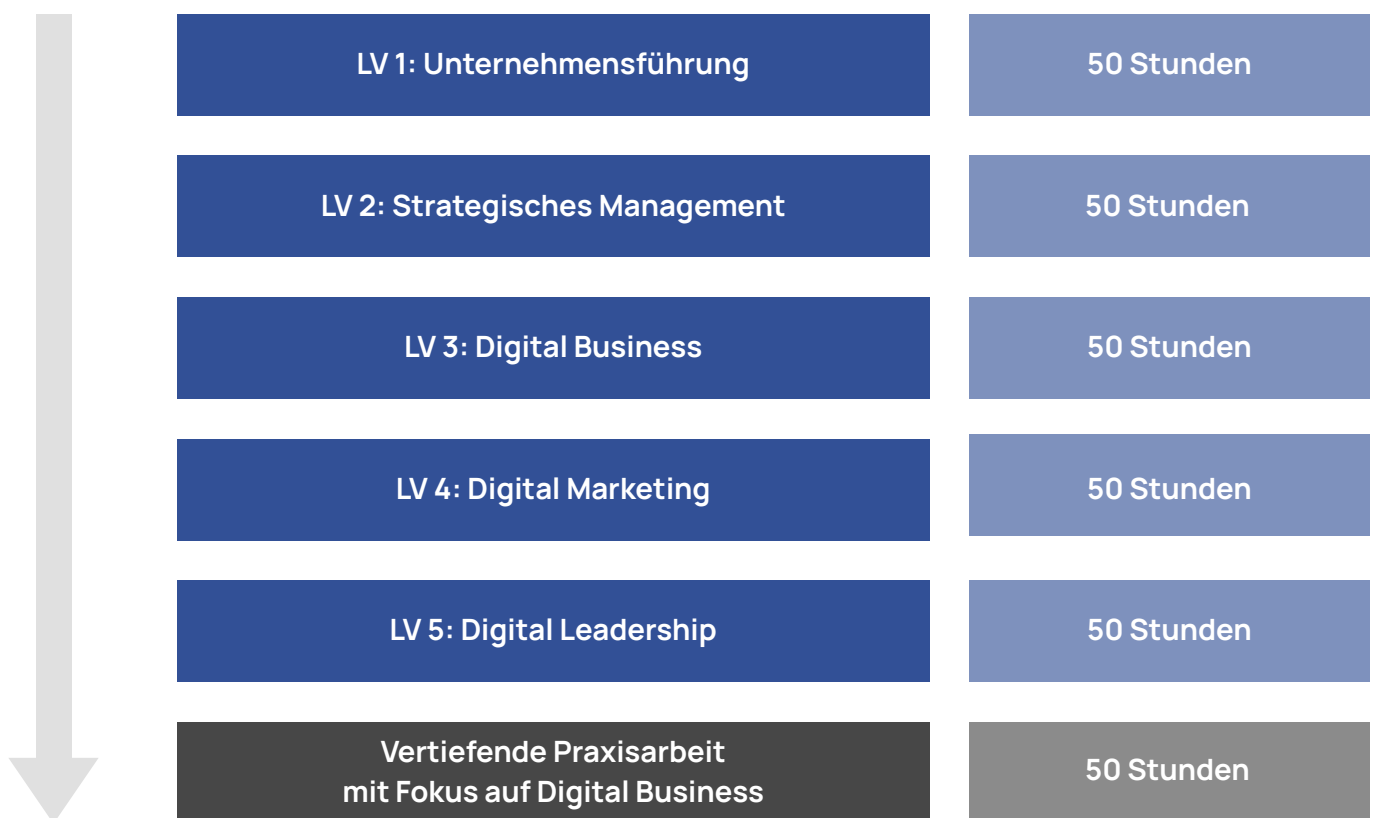 LV 1: Unternehmensführung
50 Stunden
LV 2: Strategisches Management
50 Stunden
LV 3: Digital Business
50 Stunden
LV 4: Digital Marketing
50 Stunden
LV 5: Digital Leadership
50 Stunden
Vertiefende Praxisarbeit
mit Fokus auf Digital Business
50 Stunden